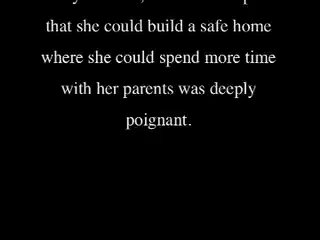 that she could build a safe home
where she could spend more time
with her parents was deeply
poignant.